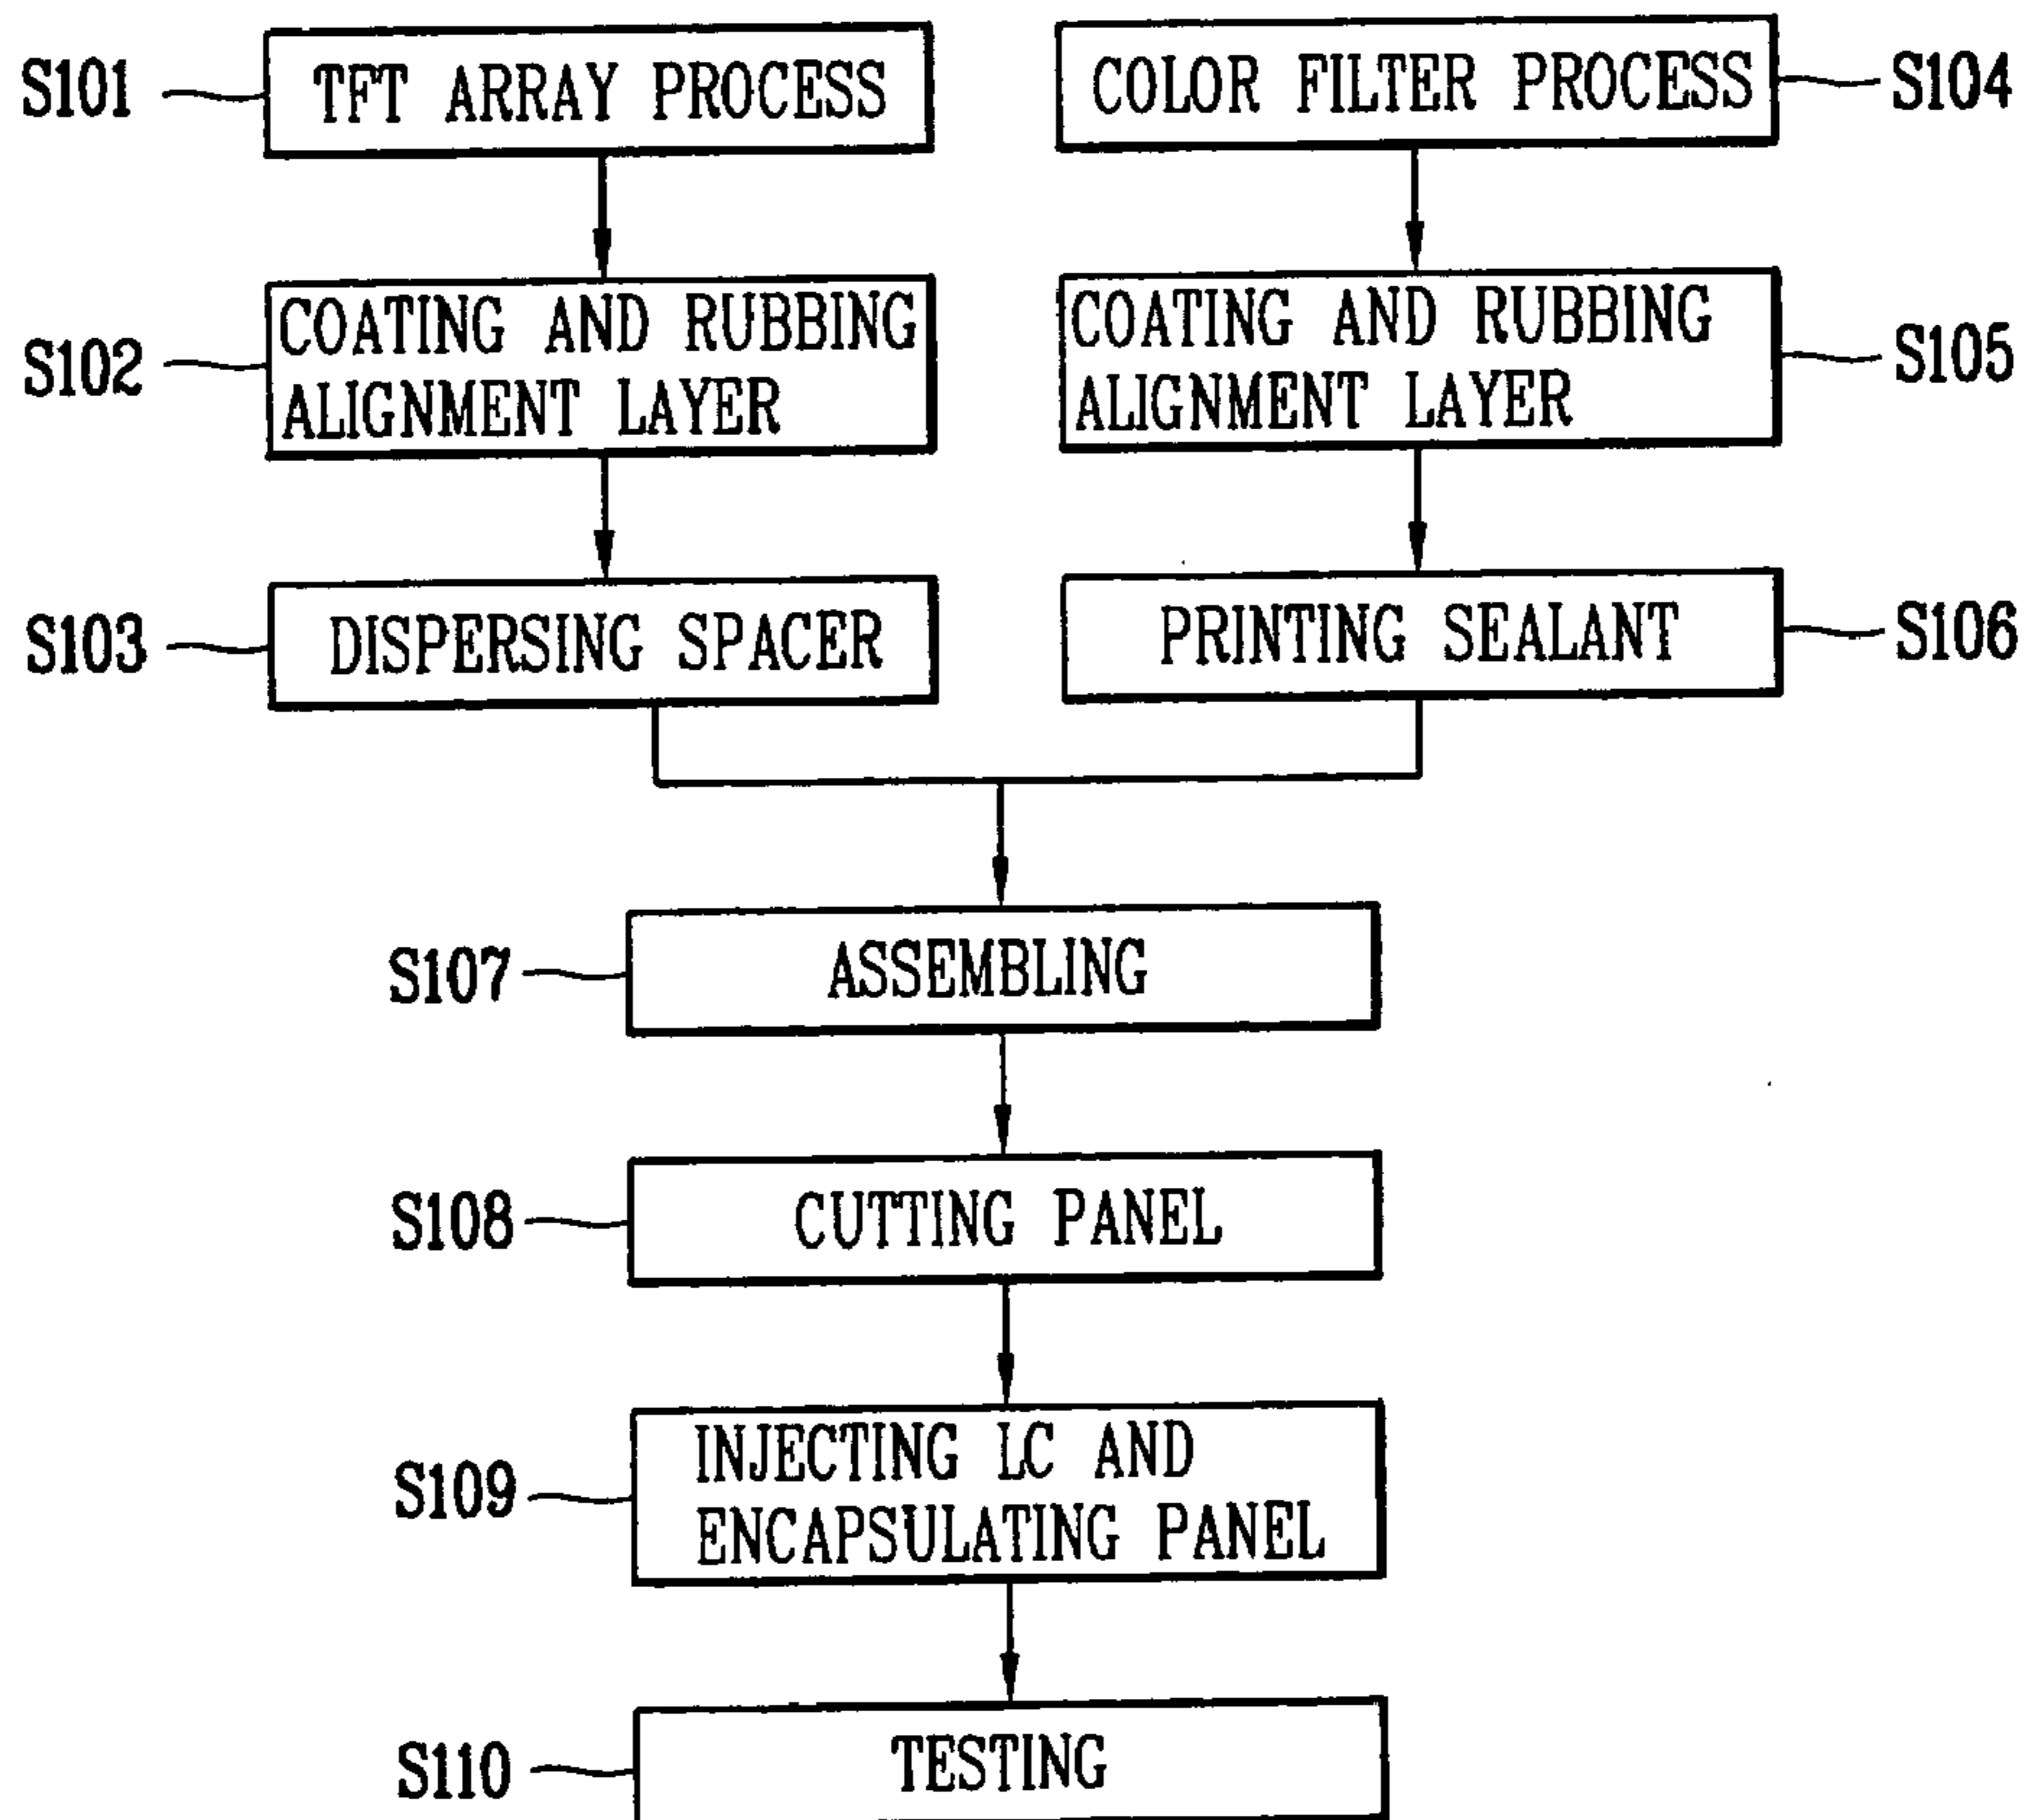 S101
TFT ARRAY PROCESS
COLOR FILTER PROCESS
S104
S102
COATING AND RUBBING
ALIGNMENT LAYER
COATING AND RUBBING
ALIGNMENT LAYER
S105
S103
DISPERSING SPACER
PRINTING SEALANT
S106
S107
ASSEMBLING
S108
CUTTING PANEL
S109
INJECTING LC AND
ENCAPSULATING PANEL
S110
TESTING